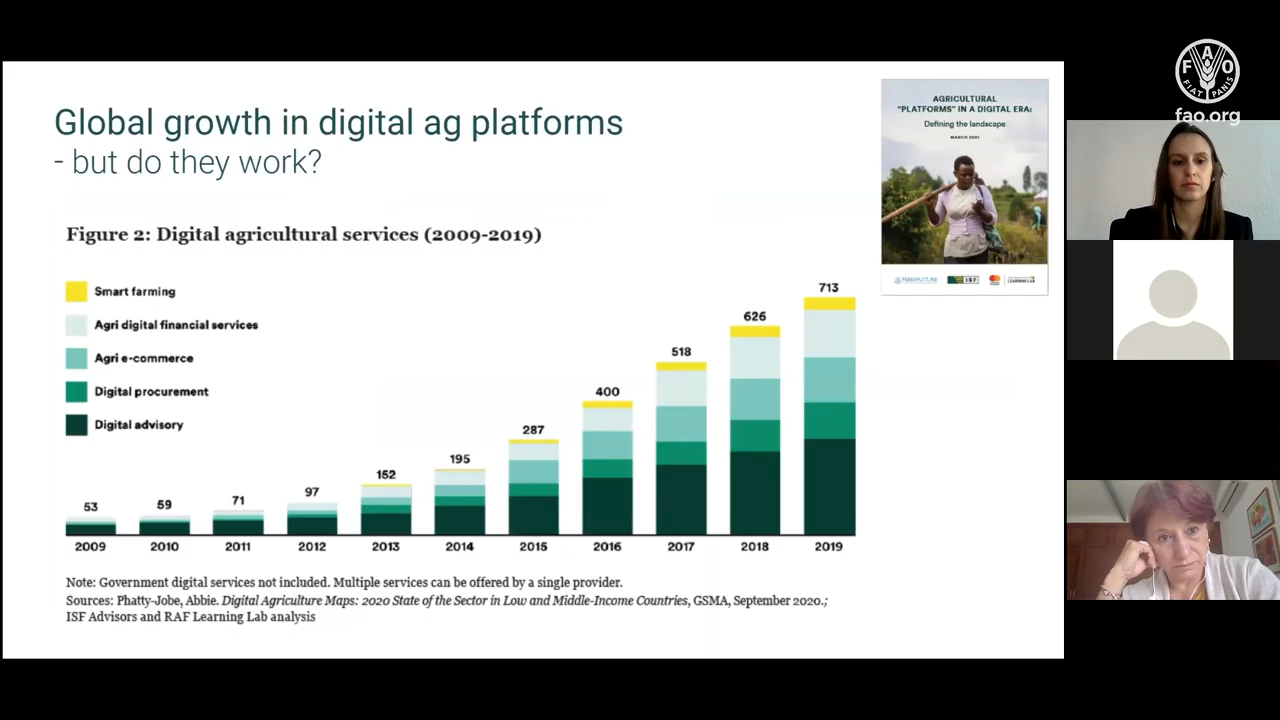 Global growth in digital ag platforms
- but do they work?
Figure 2: Digital agricultural services (2009-2019)
Smart farming
Agri digital financial services
Agri e-commerce
Digital procurement
Digital advisory
53
59
71
97
152
195
287
400
518
626
713
2009
2010
2011
2012
2013
2014
2015
2016
2017
2018
2019
Note: Government digital services not included. Multiple services can be offered by a single provider.
Sources: Phatty-Jobe, Abbie. Digital Agriculture Maps: 2020 State of the Sector in Low and Middle-Income Countries, GSMA, September 2020.;
ISF Advisors and RAF Learning Lab analysis
AGRICULTURAL
“PLATFORMS” IN A DIGITAL ERA:
Defining the landscape
MARCH 2021
FEED FUTURE
ISF
LEARNING LAB
F A O
FIAT PANIS
fao.org